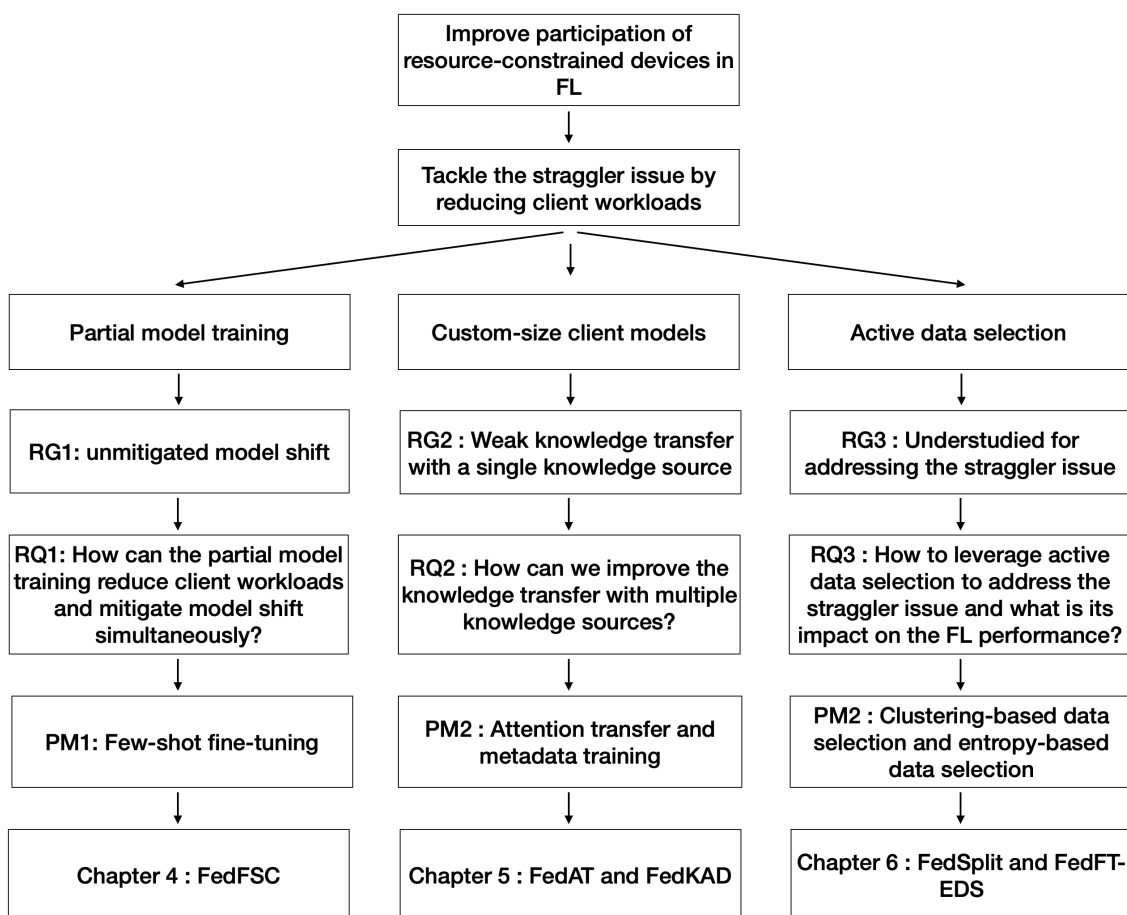 Improve participation of
resource-constrained devices in
FL
Tackle the straggler issue by
reducing client workloads
Partial model training
Custom-size client models
Active data selection
RG1: unmitigated model shift
RG2 : Weak knowledge transfer
with a single knowledge source
RG3 : Understudied for
addressing the straggler issue
RQ1: How can the partial model
training reduce client workloads
and mitigate model shift
simultaneously?
RQ2 : How can we improve the
knowledge transfer with multiple
knowledge sources?
RQ3 : How to leverage active
data selection to address the
straggler issue and what is its
impact on the FL performance?
PM1: Few-shot fine-tuning
PM2 : Attention transfer and
metadata training
PM2 : Clustering-based data
selection and entropy-based
data selection
Chapter 4 : FedFSC
Chapter 5 : FedAT and FedKAD
Chapter 6 : FedSplit and FedFT-
EDS